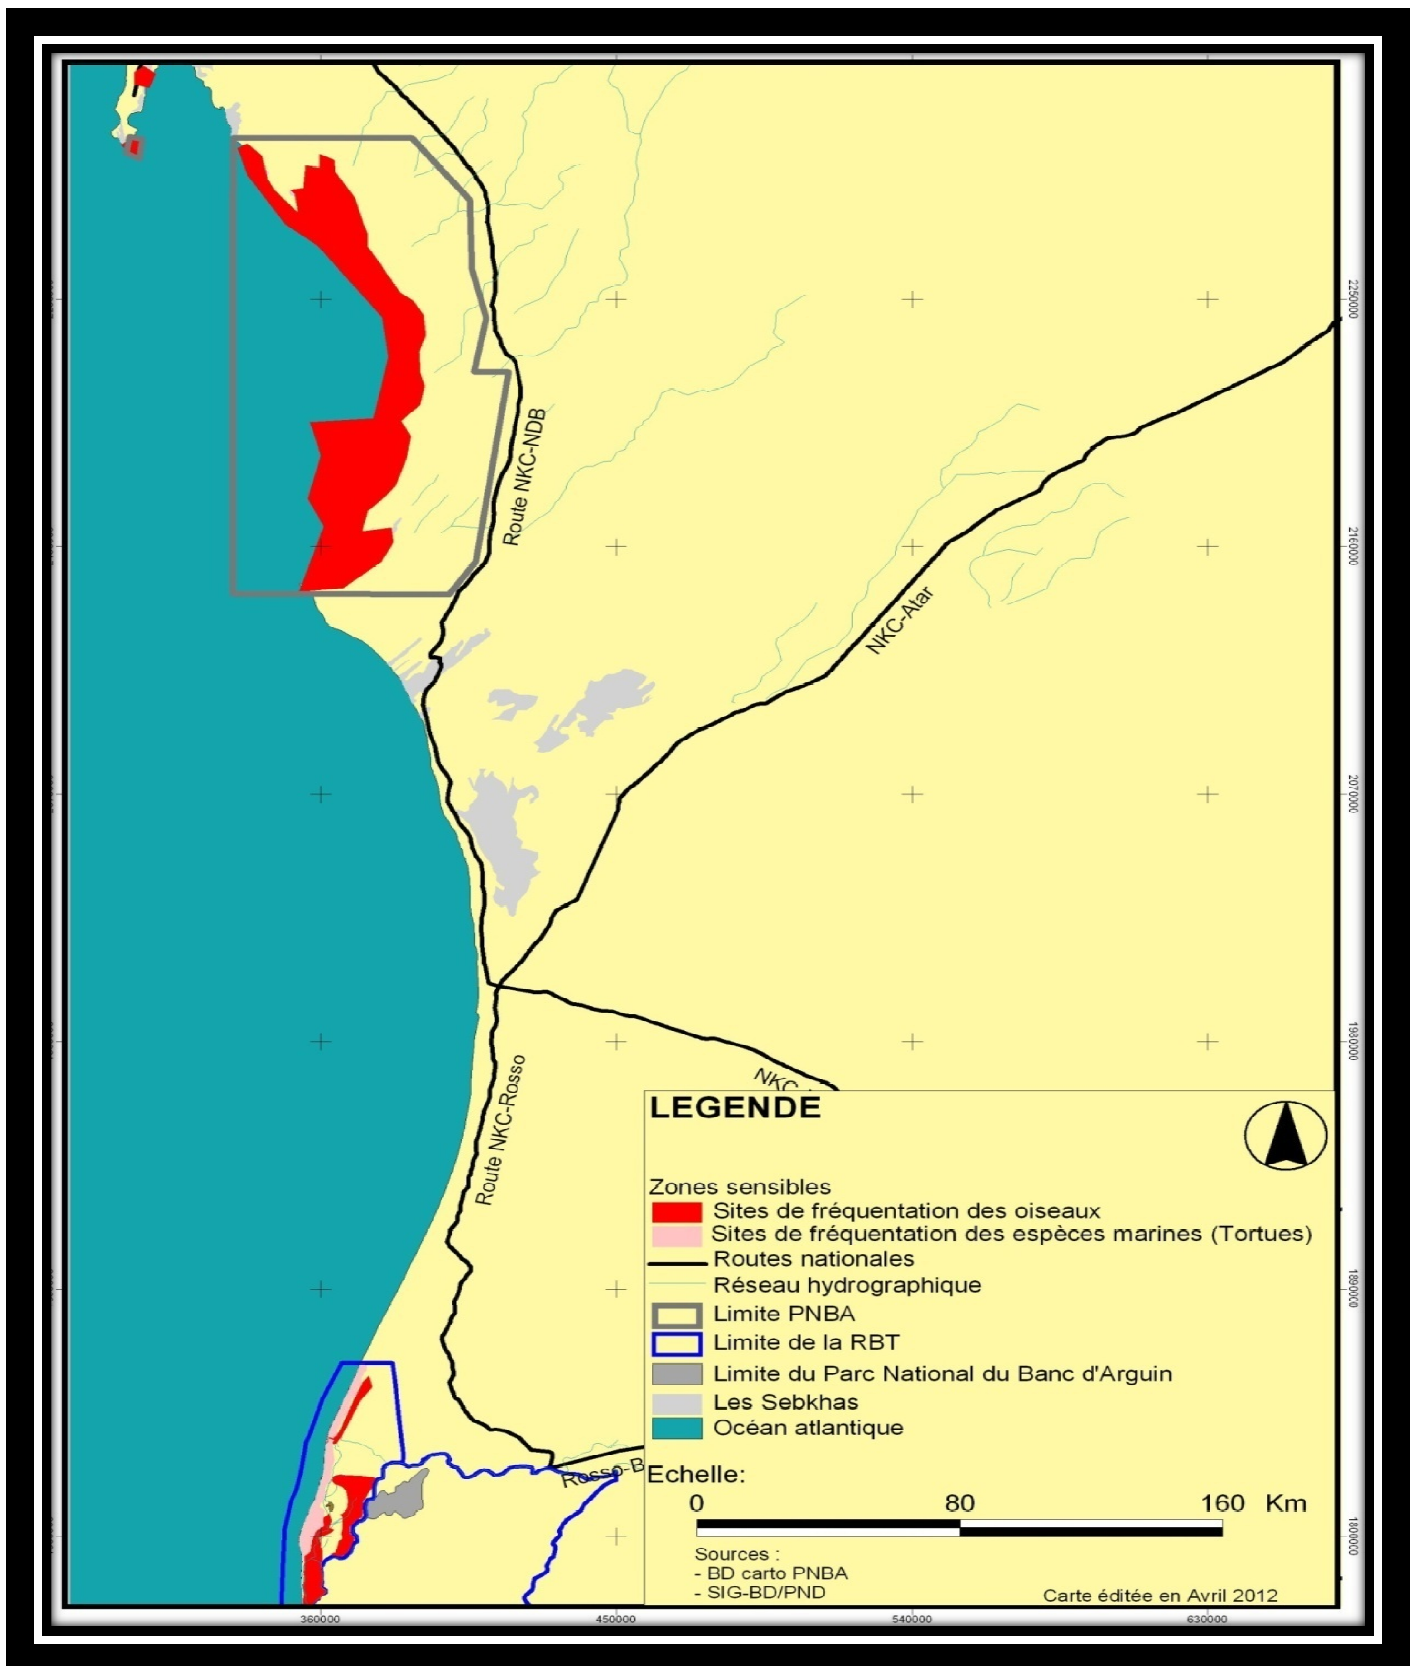 2250000
Route NKC-NDB
2160000
NKC-Atar
2070000
1980000
Route NKC-Rosso
NKC-
LEGENDE
Zones sensibles
Sites de fréquentation des oiseaux
Sites de fréquentation des espèces marines (Tortues)
Routes nationales
Réseau hydrographique
1890000
Limite PNBA
Limite de la RBT
Limite du Parc National du Banc d'Arguin
Les Sebkhas
Océan atlantique
Rosso-B
Echelle:
0 80 160 Km
1800000
Sources :
- BD carto PNBA
- SIG-BD/PND
Carte éditée en Avril 2012
360000 450000 540000 630000